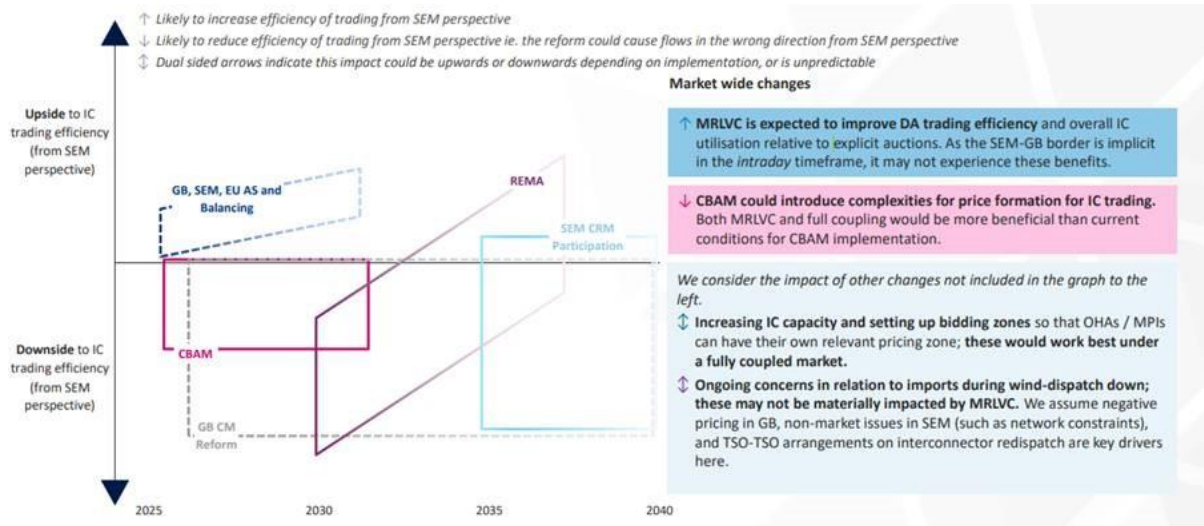 ↑ Likely to increase efficiency of trading from SEM perspective
↓ Likely to reduce efficiency of trading from SEM perspective ie. the reform could cause flows in the wrong direction from SEM perspective
↕ Dual sided arrows indicate this impact could be upwards or downwards depending on implementation, or is unpredictable
Upside to IC
trading efficiency
(from SEM
perspective)
Downside to IC
trading efficiency
(from SEM
perspective)
GB, SEM, EU AS and
Balancing
REMA
SEM CRM
Participation
CBAM
GB CM
Reform
2025
2030
2035
2040
Market wide changes
↑ MRLVC is expected to improve DA trading efficiency and overall IC
utilisation relative to explicit auctions. As the SEM-GB border is implicit
in the intraday timeframe, it may not experience these benefits.
↓ CBAM could introduce complexities for price formation for IC trading.
Both MRLVC and full coupling would be more beneficial than current
conditions for CBAM implementation.
We consider the impact of other changes not included in the graph to the
left.
↕ Increasing IC capacity and setting up bidding zones so that OHAs / MPIs
can have their own relevant pricing zone; these would work best under
a fully coupled market.
↕ Ongoing concerns in relation to imports during wind-dispatch down;
these may not be materially impacted by MRLVC. We assume negative
pricing in GB, non-market issues in SEM (such as network constraints),
and TSO-TSO arrangements on interconnector redispatch are key drivers
here.